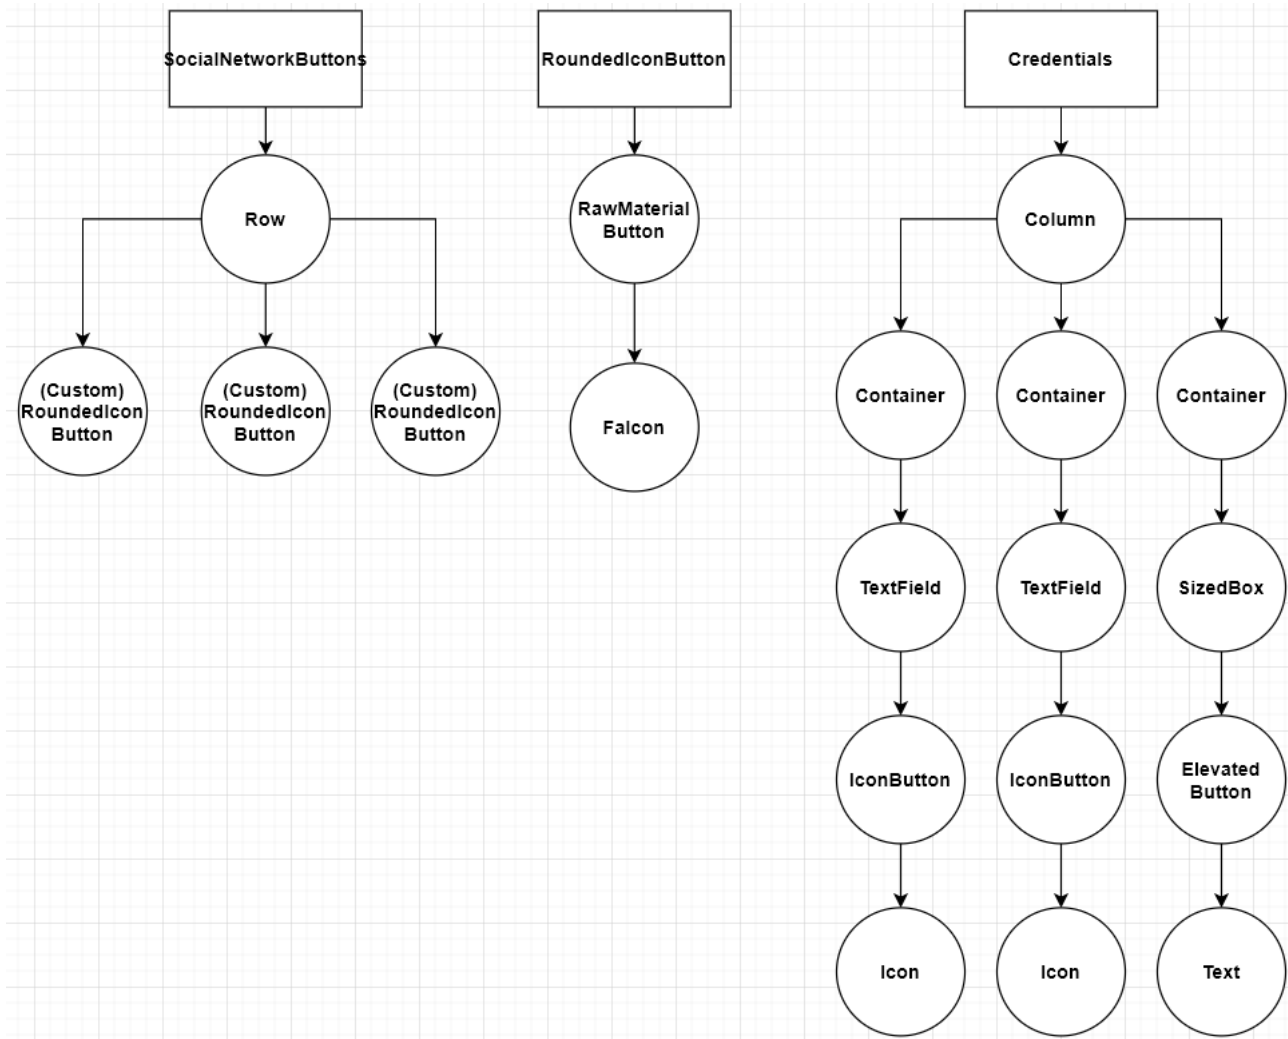 SocialNetworkButtons
RoundedIconButton
Credentials
Row
RawMaterial
Button
Column
(Custom)
RoundedIcon
Button
(Custom)
RoundedIcon
Button
(Custom)
RoundedIcon
Button
Falcon
Container
Container
Container
TextField
TextField
SizedBox
IconButton
IconButton
Elevated
Button
Icon
Icon
Text